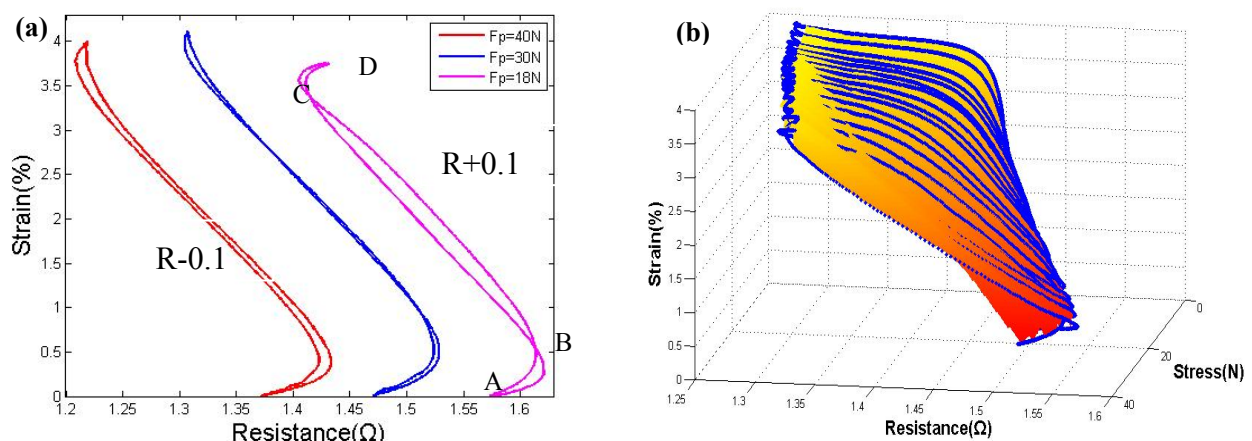 (a)
Fp=40N
Fp=30N
Fp=18N
D
C
R+0.1
R-0.1
B
A
Strain(%)
4
3.5
3
2.5
2
1.5
1
0.5
0
1.2 1.25 1.3 1.35 1.4 1.45 1.5 1.55 1.6
Resistance(Ω)
(b)
4
3.5
3
2.5
2
1.5
1
0.5
0
Strain(%)
1.25 1.3 1.35 1.4 1.45 1.5 1.55 1.6
Resistance(Ω)
0
20
40
Stress(N)